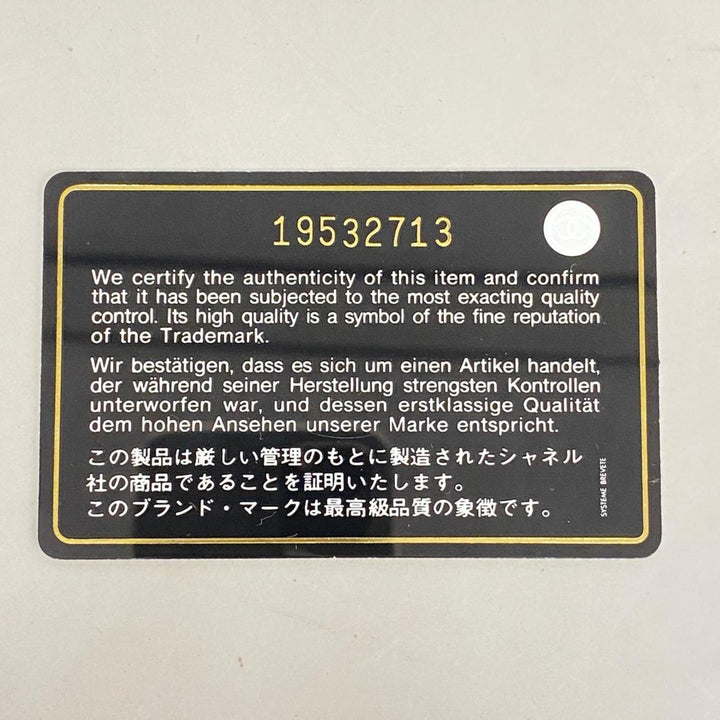 19532713
We certify the authenticity of this item and confirm
that it has been subjected to the most exacting quality
control. Its high quality is a symbol of the fine reputation
of the Trademark.
Wir bestätigen, dass es sich um einen Artikel handelt,
der während seiner Herstellung strengsten Kontrollen
unterworfen war, und dessen erstklassige Qualität
dem hohen Ansehen unserer Marke entspricht.
この製品は厳しい管理のもとに製造されたシャネル
社の商品であることを証明いたします。
このブランド・マークは最高級品質の象徴です。
SYSTEME BREVETE